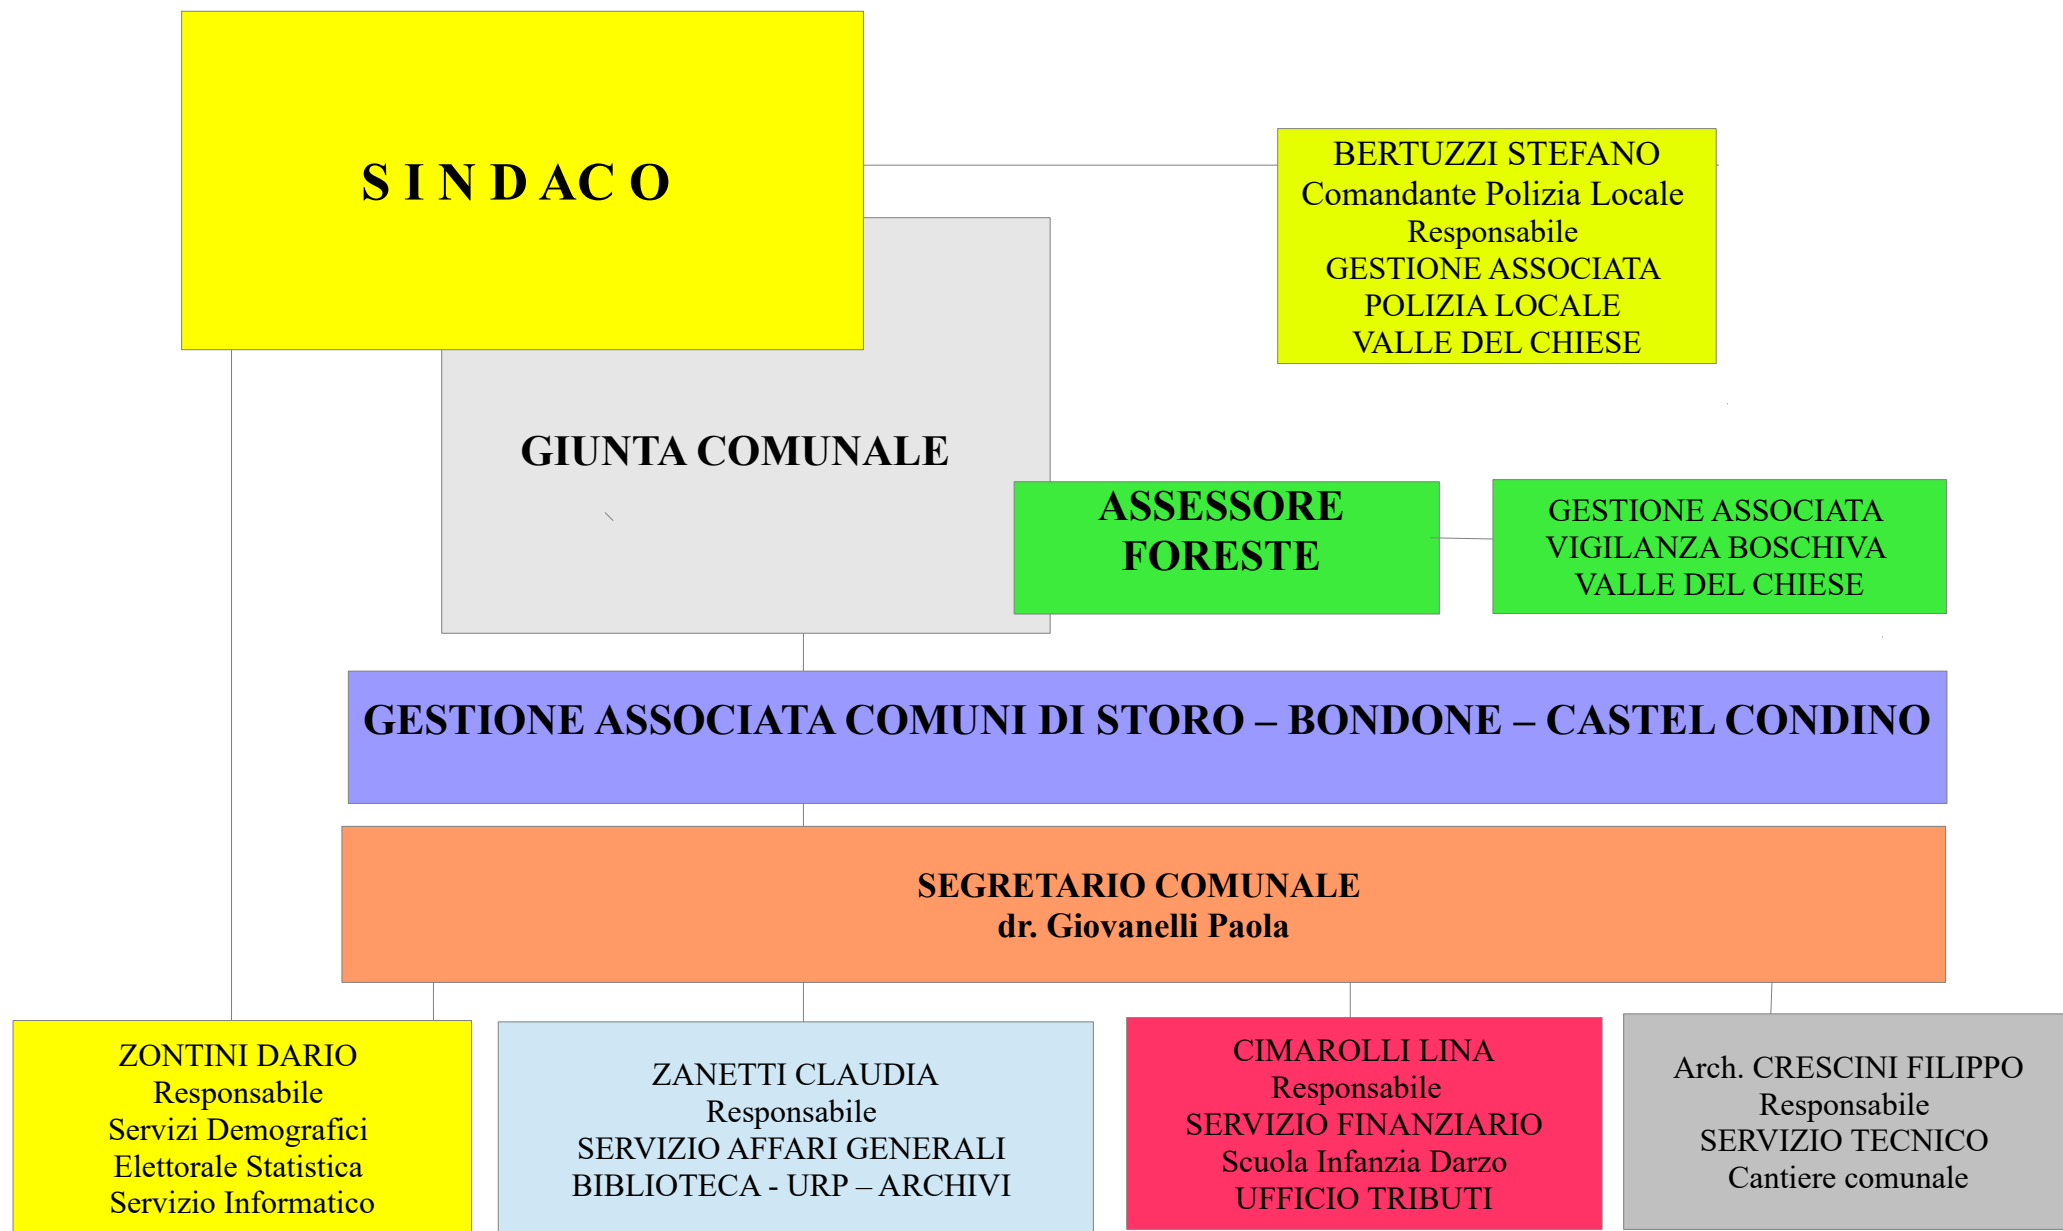 SINDACO
BERTUZZI STEFANO
Comandante Polizia Locale
Responsabile
GESTIONE ASSOCIATA
POLIZIA LOCALE
VALLE DEL CHIESE
GIUNTA COMUNALE
ASSESSORE
FORESTE
GESTIONE ASSOCIATA
VIGILANZA BOSCHIVA
VALLE DEL CHIESE
GESTIONE ASSOCIATA COMUNI DI STORO – BONDONE – CASTEL CONDINO
SEGRETARIO COMUNALE
dr. Giovanelli Paola
ZONTINI DARIO
Responsabile
Servizi Demografici
Elettorale Statistica
Servizio Informatico
ZANETTI CLAUDIA
Responsabile
SERVIZIO AFFARI GENERALI
BIBLIOTECA - URP – ARCHIVI
CIMAROLLI LINA
Responsabile
SERVIZIO FINANZIARIO
Scuola Infanzia Darzo
UFFICIO TRIBUTI
Arch. CRESCINI FILIPPO
Responsabile
SERVIZIO TECNICO
Cantiere comunale